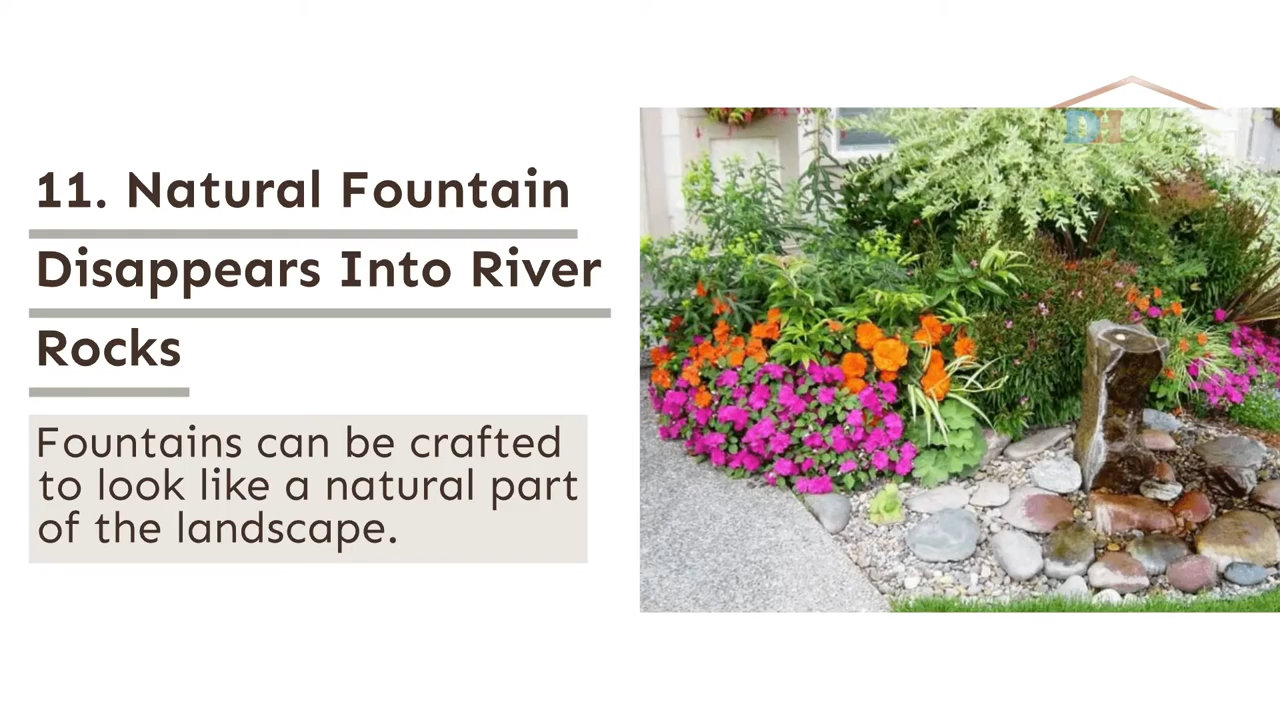 11. Natural Fountain
Disappears Into River
Rocks
Fountains can be crafted
to look like a natural part
of the landscape.